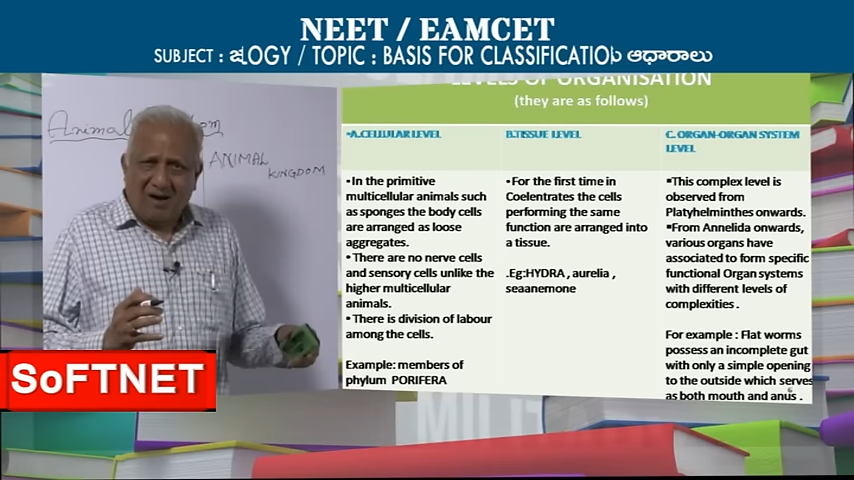 NEET / EAMCET
SUBJECT : జLOGY / TOPIC : BASIS FOR CLASSIFICATIO ఆధారాలు
LEVELS OF ORGANISATION
(they are as follows)
Animal
ANIMAL
KINGDOM
▪A.CELLULAR LEVEL
•In the primitive
multicellular animals such
as sponges the body cells
are arranged as loose
aggregates.
•There are no nerve cells
and sensory cells unlike the
higher multicellular
animals.
•There is division of labour
among the cells.
Example: members of
phylum PORIFERA
B.TISSUE LEVEL
•For the first time in
Coelentrates the cells
performing the same
function are arranged into
a tissue.
.Eg:HYDRA , aurelia ,
seaanemone
C. ORGAN-ORGAN SYSTEM
LEVEL
▪This complex level is
observed from
Platyhelminthes onwards.
▪From Annelida onwards,
various organs have
associated to form specific
functional Organ systems
with different levels of
complexities .
For example : Flat worms
possess an incomplete gut
with only a simple opening
to the outside which serves
as both mouth and anus .
6
SoFTNET